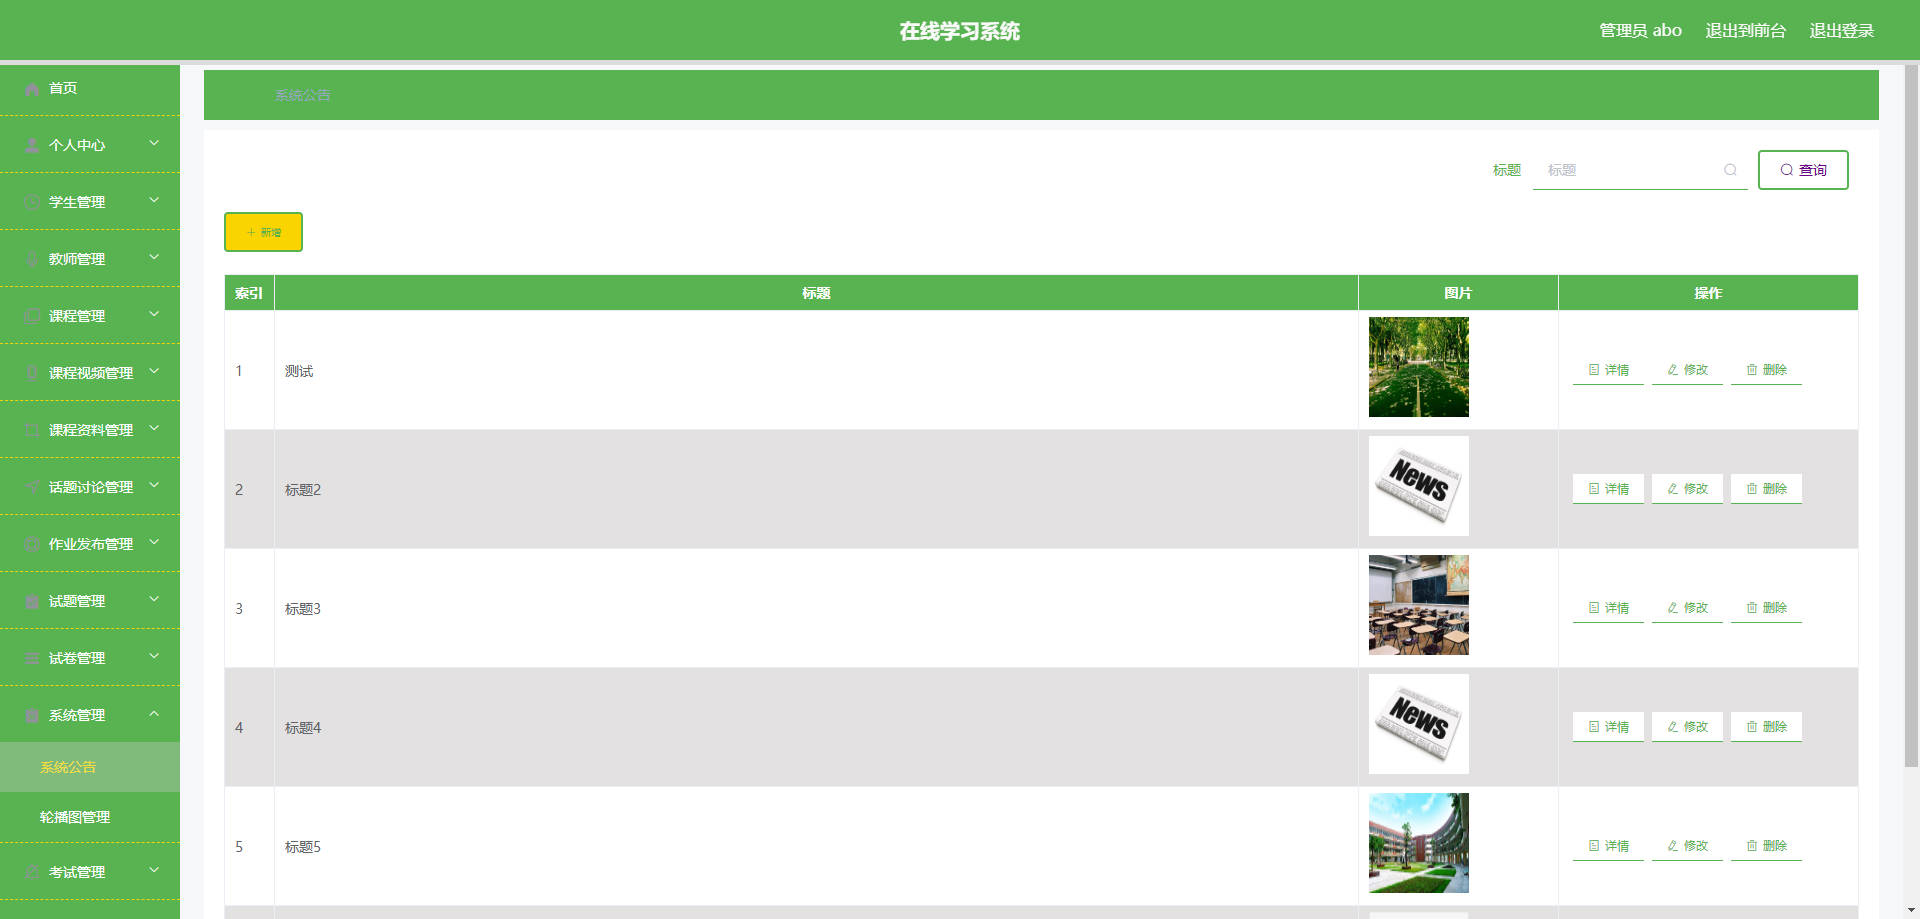 在线学习系统
管理员 abo 退出到前台 退出登录
首页
个人中心
学生管理
教师管理
课程管理
课程视频管理
课程资料管理
话题讨论管理
作业发布管理
试题管理
试卷管理
系统管理
系统公告
轮播图管理
考试管理
系统公告
标题 标题 查询
新增
索引 标题 图片 操作
1 测试 详情 修改 删除
2 标题2 News 详情 修改 删除
3 标题3 详情 修改 删除
4 标题4 News 详情 修改 删除
5 标题5 详情 修改 删除